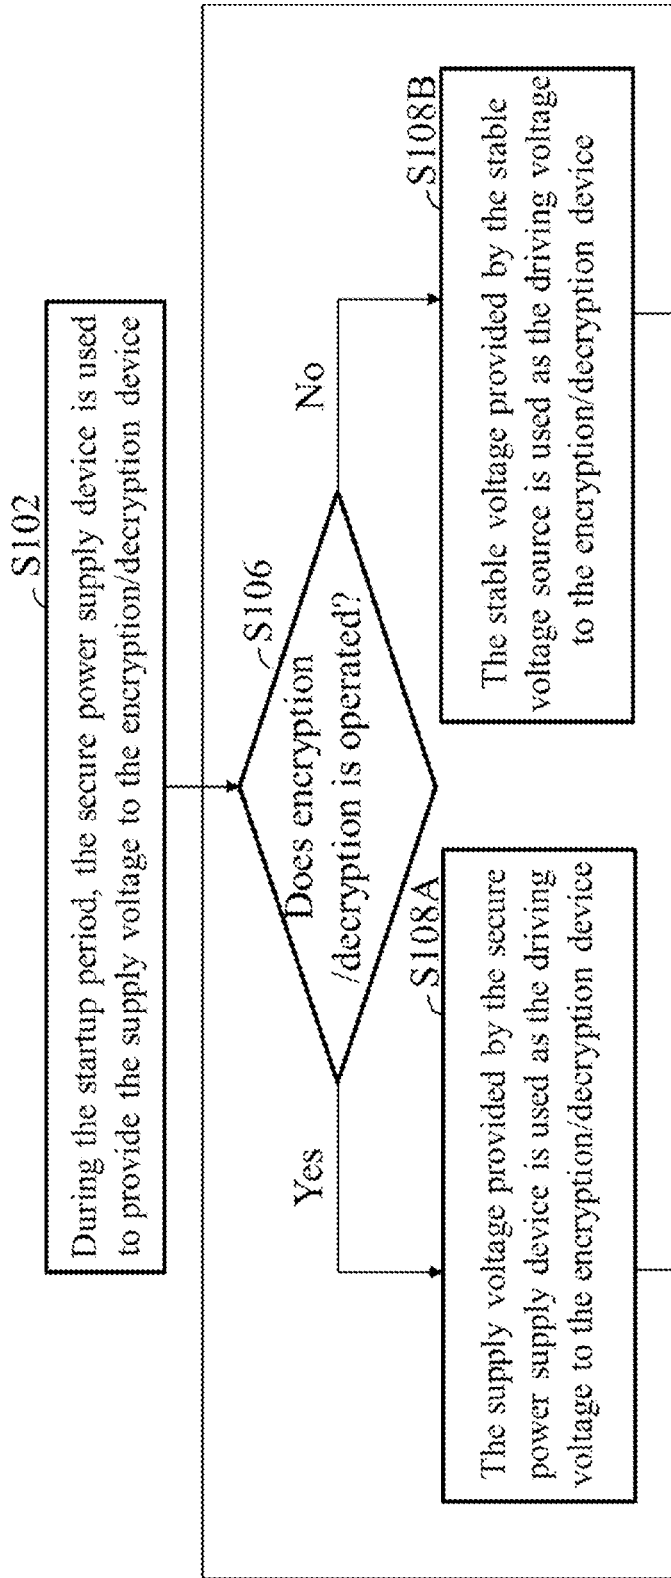 S102
During the startup period, the secure power supply device is used
to provide the supply voltage to the encryption/decryption device
S106
Does encryption
/decryption is operated?
Yes
No
S108A
The supply voltage provided by the secure
power supply device is used as the driving
voltage to the encryption/decryption device
S108B
The stable voltage provided by the stable
voltage source is used as the driving voltage
to the encryption/decryption device